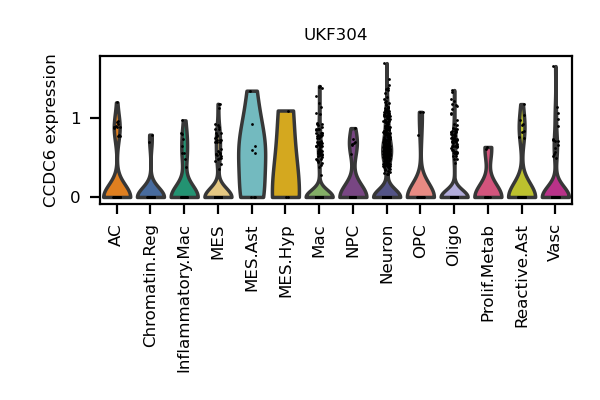 UKF304
CCDC6 expression
1
0
AC
Chromatin.Reg
Inflammatory.Mac
MES
MES.Ast
MES.Hyp
Mac
NPC
Neuron
OPC
Oligo
Prolif.Metab
Reactive.Ast
Vasc